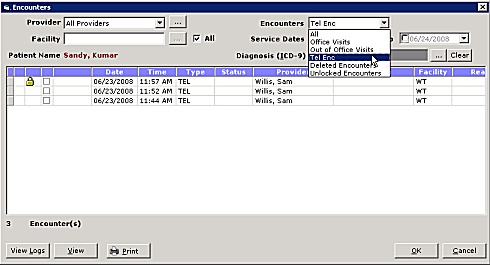 Encounters
Provider All Providers ... Encounters Tel Enc
Facility ... All Service Dates 06/24/2008
All
Office Visits
Out of Office Visits
Tel Enc
Deleted Encounters
Unlocked Encounters
Patient Name Sandy, Kumar Diagnosis (ICD-9) ... Clear
Date Time Type Status Provider Facility Rea
06/23/2008 11:57 AM TEL Willis, Sam WT
06/23/2008 11:52 AM TEL Willis, Sam WT
06/23/2008 11:44 AM TEL Willis, Sam WT
3 Encounter(s)
View Logs View Print OK Cancel